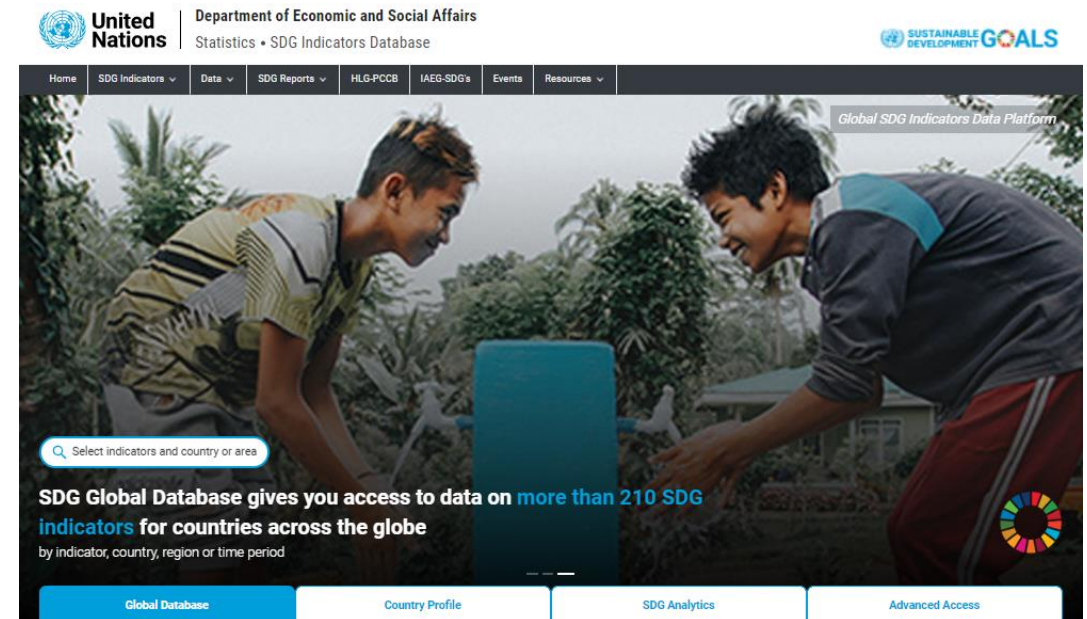 United Nations
Department of Economic and Social Affairs
Statistics • SDG Indicators Database
SUSTAINABLE DEVELOPMENT GOALS
Home SDG Indicators Data SDG Reports HLG-PCCB IAEG-SDG's Events Resources
Global SDG Indicators Data Platform
Select indicators and country or area
SDG Global Database gives you access to data on more than 210 SDG
indicators for countries across the globe
by indicator, country, region or time period
Global Database Country Profile SDG Analytics Advanced Access